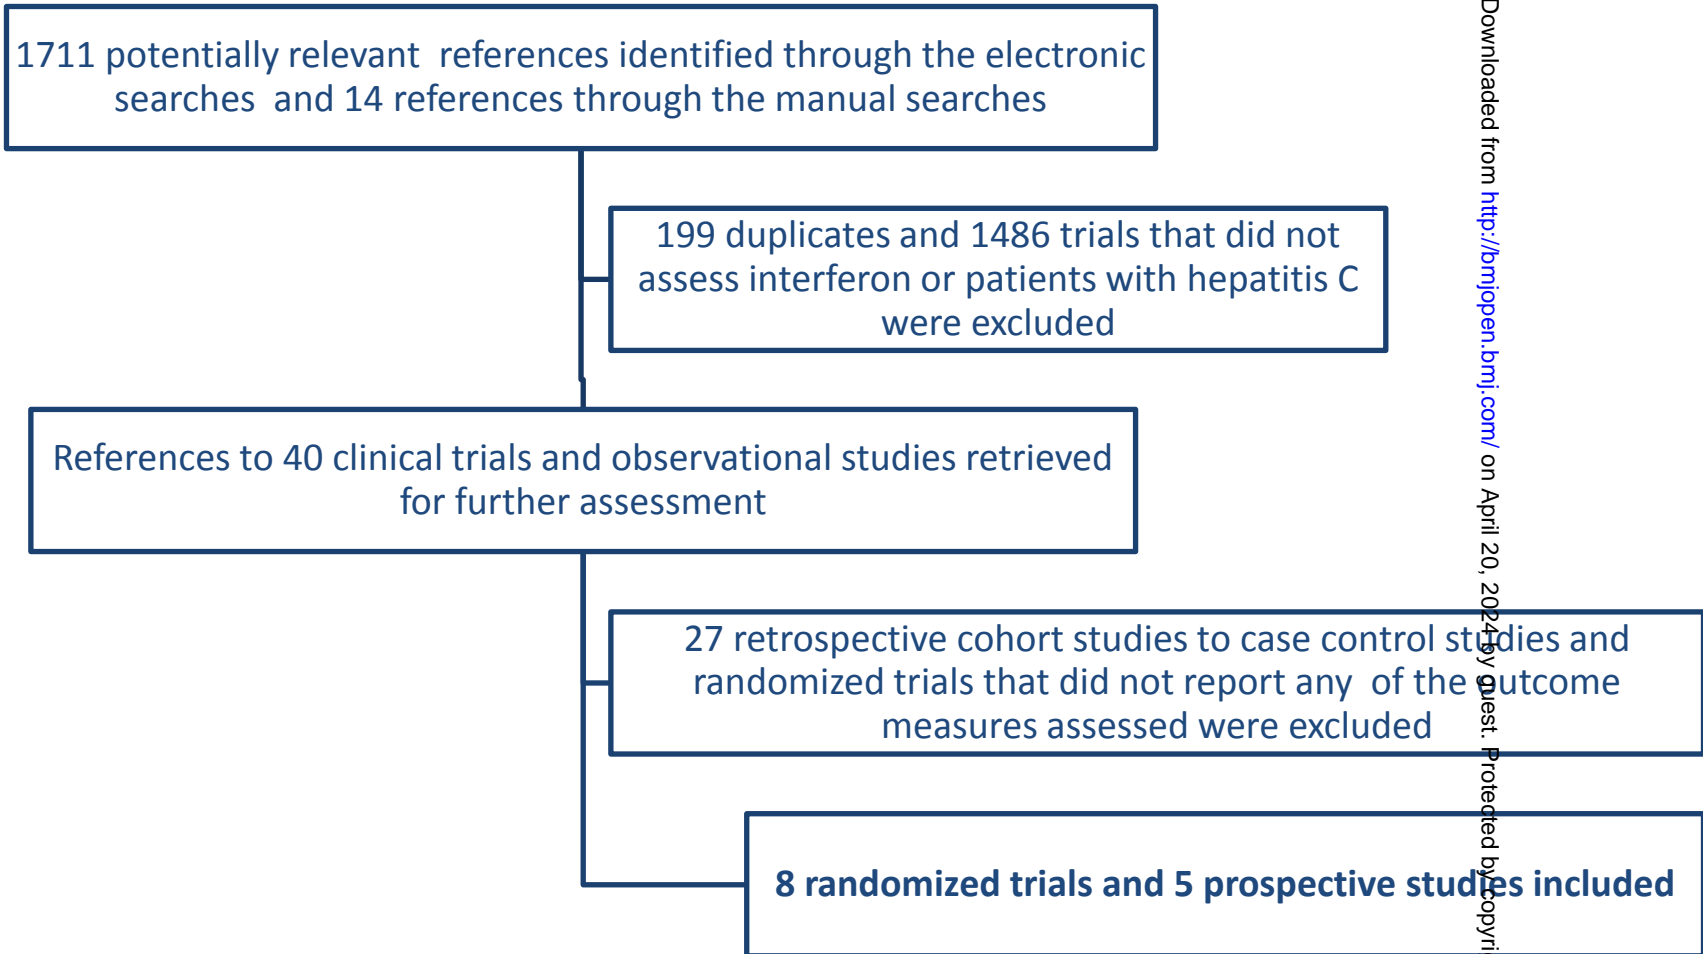 1711 potentially relevant  references identified through the electronic
searches  and 14 references through the manual searches
199 duplicates and 1486 trials that did not
assess interferon or patients with hepatitis C
were excluded
References to 40 clinical trials and observational studies retrieved
for further assessment
27 retrospective cohort studies to case control studies and
randomized trials that did not report any  of the outcome
measures assessed were excluded
8 randomized trials and 5 prospective studies included
Downloaded from http://bmjopen.bmj.com/ on April 20, 2024 by guest. Protected by copyri